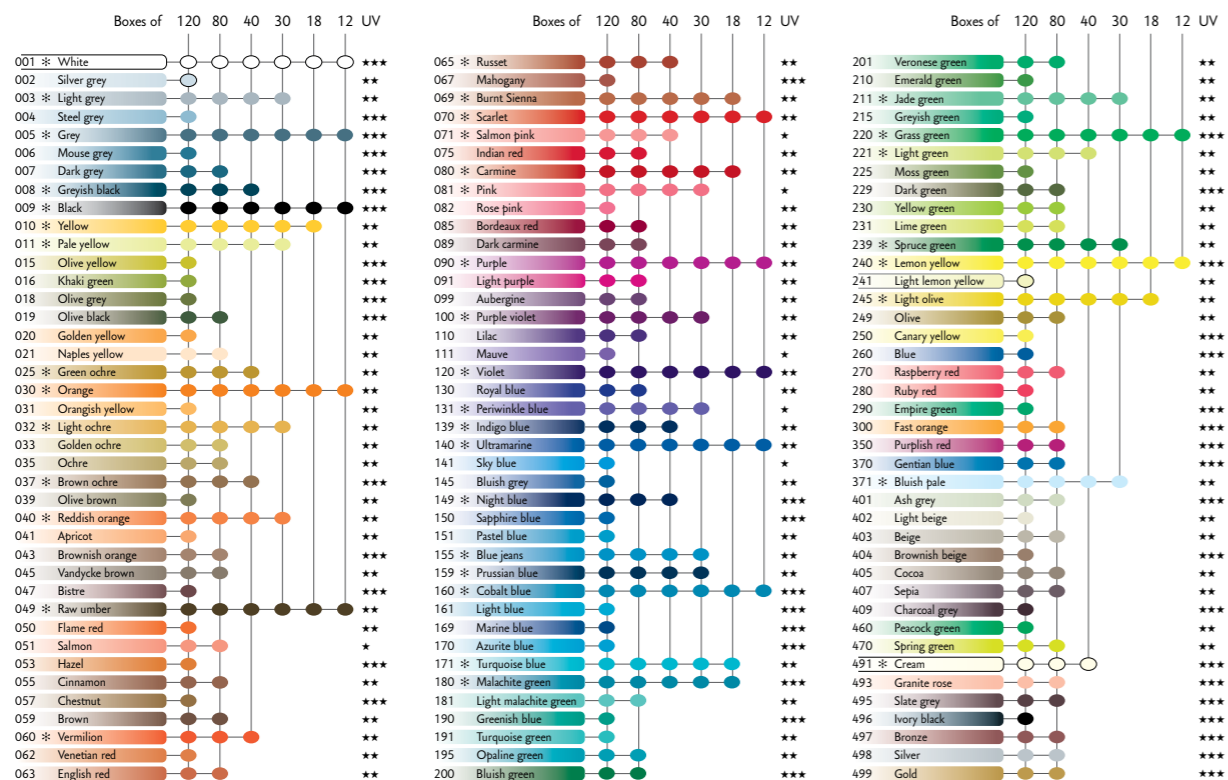 Boxes of 120 80 40 30 18 12 UV
001 * White
002 Silver grey
003 * Light grey
004 Steel grey
005 * Grey
006 Mouse grey
007 Dark grey
008 * Greyish black
009 * Black
010 * Yellow
011 * Pale yellow
015 Olive yellow
016 Khaki green
018 Olive grey
019 Olive black
020 Golden yellow
021 Naples yellow
025 * Green ochre
030 * Orange
031 Orangish yellow
032 * Light ochre
033 Golden ochre
035 Ochre
037 * Brown ochre
039 Olive brown
040 * Reddish orange
041 Apricot
043 Brownish orange
045 Vandycke brown
047 Bistre
049 * Raw umber
050 Flame red
051 Salmon
053 Hazel
055 Cinnamon
057 Chestnut
059 Brown
060 * Vermilion
062 Venetian red
063 English red
Boxes of 120 80 40 30 18 12 UV
065 * Russet
067 Mahogany
069 * Burnt Sienna
070 * Scarlet
071 * Salmon pink
075 Indian red
080 * Carmine
081 * Pink
082 Rose pink
085 Bordeaux red
089 Dark carmine
090 * Purple
091 Light purple
099 Aubergine
100 * Purple violet
110 Lilac
111 Mauve
120 * Violet
130 Royal blue
131 * Periwinkle blue
139 * Indigo blue
140 * Ultramarine
141 Sky blue
145 Bluish grey
149 * Night blue
150 Sapphire blue
151 Pastel blue
155 * Blue jeans
159 * Prussian blue
160 * Cobalt blue
161 Light blue
169 Marine blue
170 Azurite blue
171 * Turquoise blue
180 * Malachite green
181 Light malachite green
190 Greenish blue
191 Turquoise green
195 Opaline green
200 Bluish green
Boxes of 120 80 40 30 18 12 UV
201 Veronese green
210 Emerald green
211 * Jade green
215 Greyish green
220 * Grass green
221 * Light green
225 Moss green
229 Dark green
230 Yellow green
231 Lime green
239 * Spruce green
240 * Lemon yellow
241 Light lemon yellow
245 * Light olive
249 Olive
250 Canary yellow
260 Blue
270 Raspberry red
280 Ruby red
290 Empire green
300 Fast orange
350 Purplish red
370 Gentian blue
371 * Bluish pale
401 Ash grey
402 Light beige
403 Beige
404 Brownish beige
405 Cocoa
407 Sepia
409 Charcoal grey
460 Peacock green
470 Spring green
491 * Cream
493 Granite rose
495 Slate grey
496 Ivory black
497 Bronze
498 Silver
499 Gold